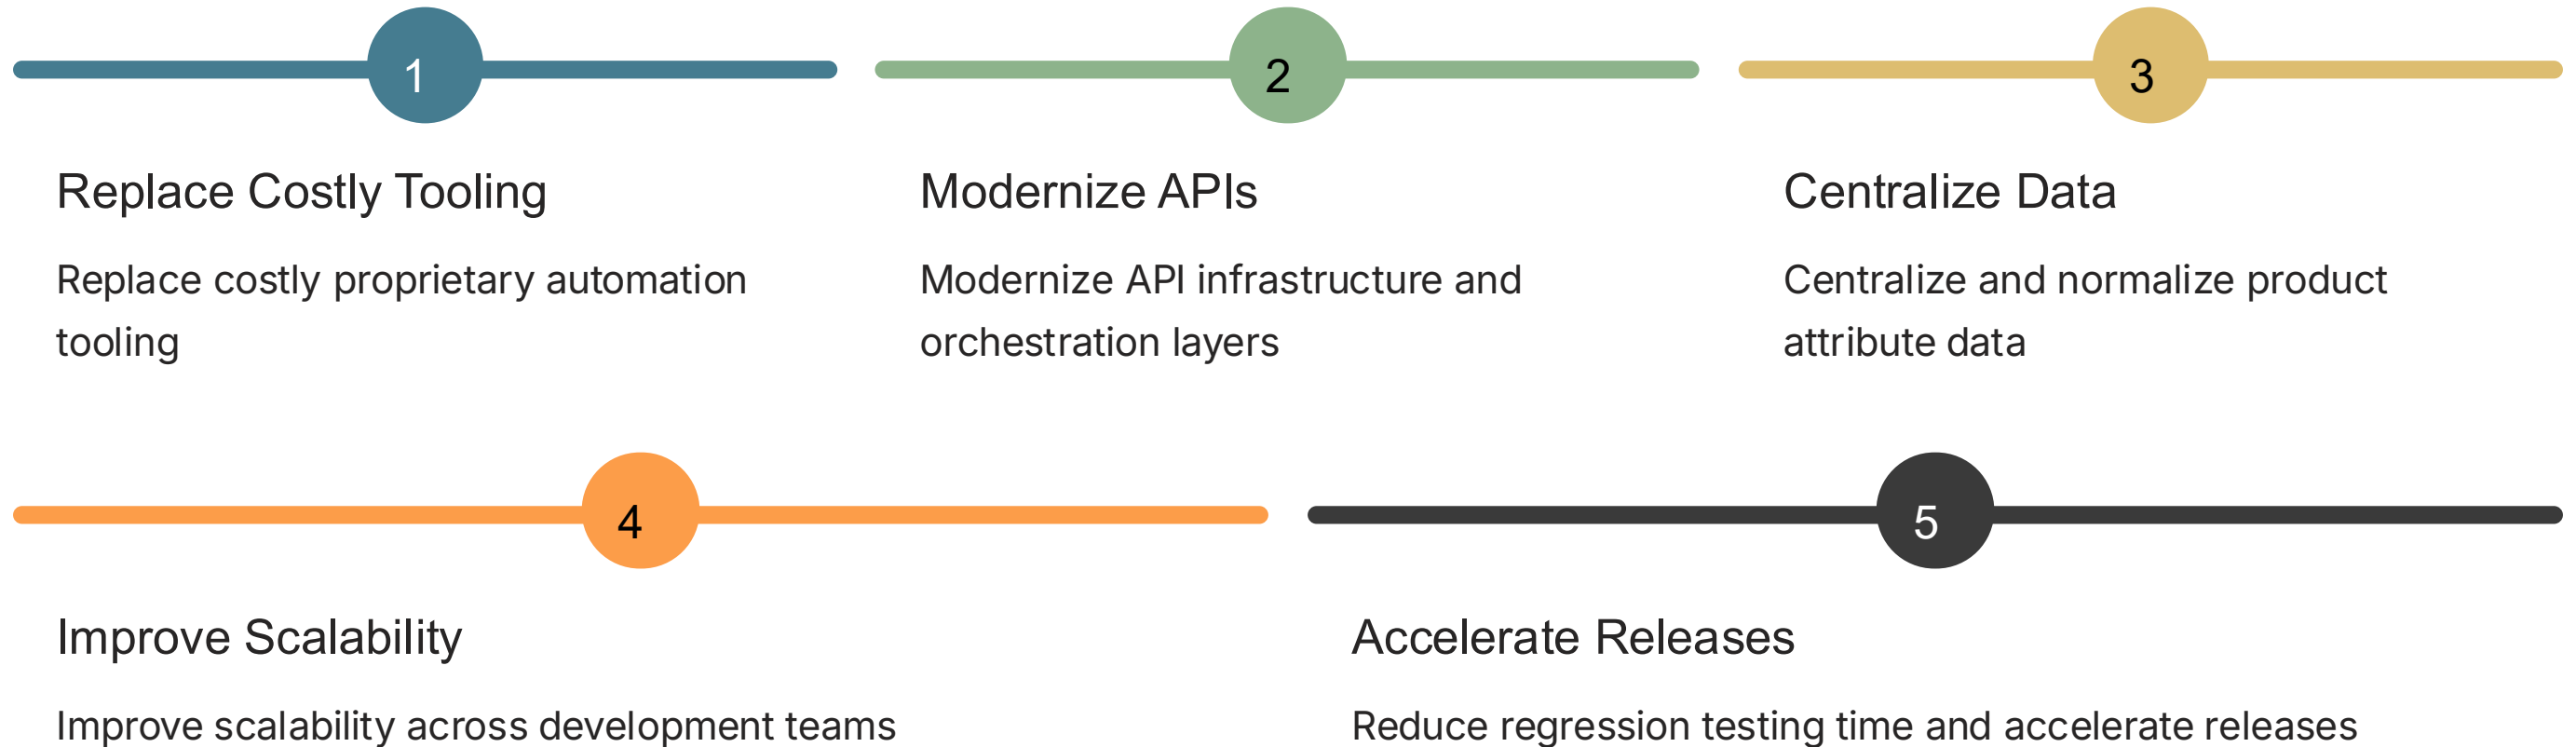 1
Replace Costly Tooling
Replace costly proprietary automation
tooling
2
Modernize APIs
Modernize API infrastructure and
orchestration layers
3
Centralize Data
Centralize and normalize product
attribute data
4
Improve Scalability
Improve scalability across development teams
5
Accelerate Releases
Reduce regression testing time and accelerate releases